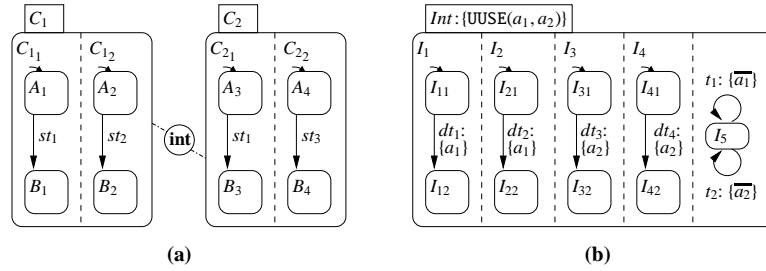 C1 C2 Int:{UUSE(a1, a2)}
C11 C12 C21 C22 I1 I2 I3 I4
A1 A2 A3 A4 I11 I21 I31 I41 t1: {a̅1̅}
st1 st2 int st1 st3 dt1: {a1} dt2: {a1} dt3: {a2} dt4: {a2} I5
B1 B2 B3 B4 I12 I22 I32 I42 t2: {a̅2̅}
(a) (b)